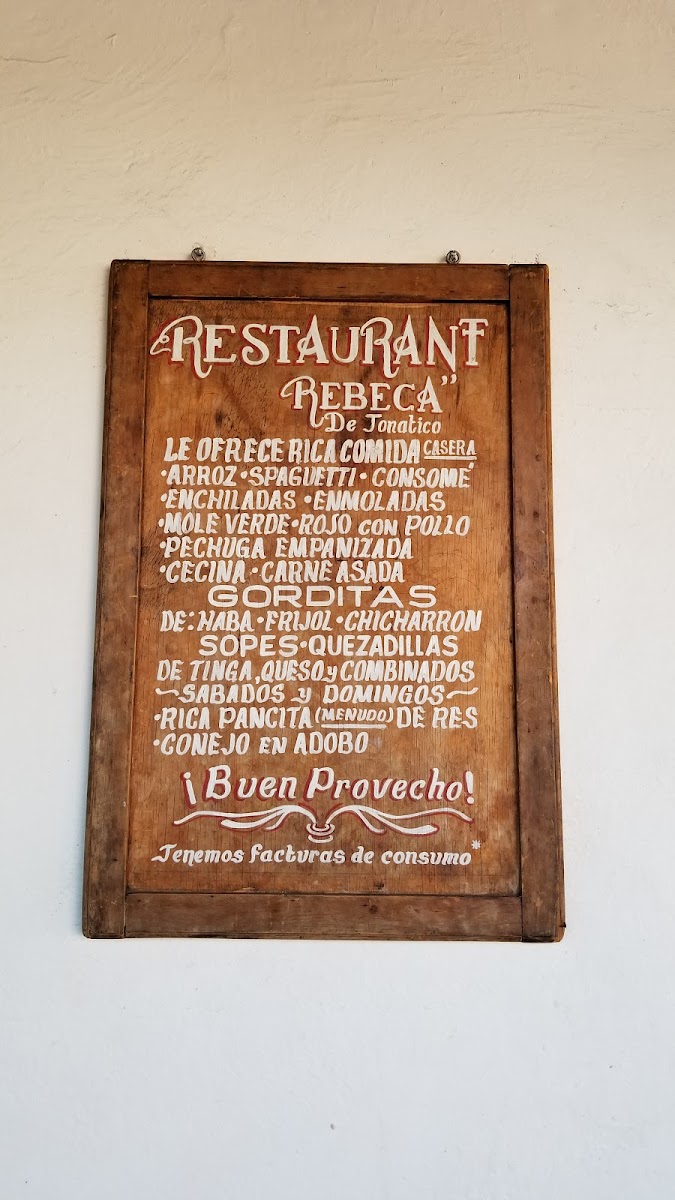 RESTAURANT
REBECA"
De Tonatico
LE OFRECE RICA COMIDA CASERA
•ARROZ•SPAGUETTI•CONSOMÉ
•ENCHILADAS •ENMOLADAS
•MOLE VERDE•ROJO con POLLO
•PECHUGA EMPANIZADA
•CECINA•CARNE ASADA
GORDITAS
DE: HABA•FRIJOL•CHICHARRON
SOPES•QUEZADILLAS
DE TINGA, QUESO y COMBINADOS
~SABADOS y DOMINGOS~
•RICA PANCITA (MENUDO) DE RES
•CONEJO EN ADOBO
¡Buen Provecho!
Tenemos facturas de consumo*